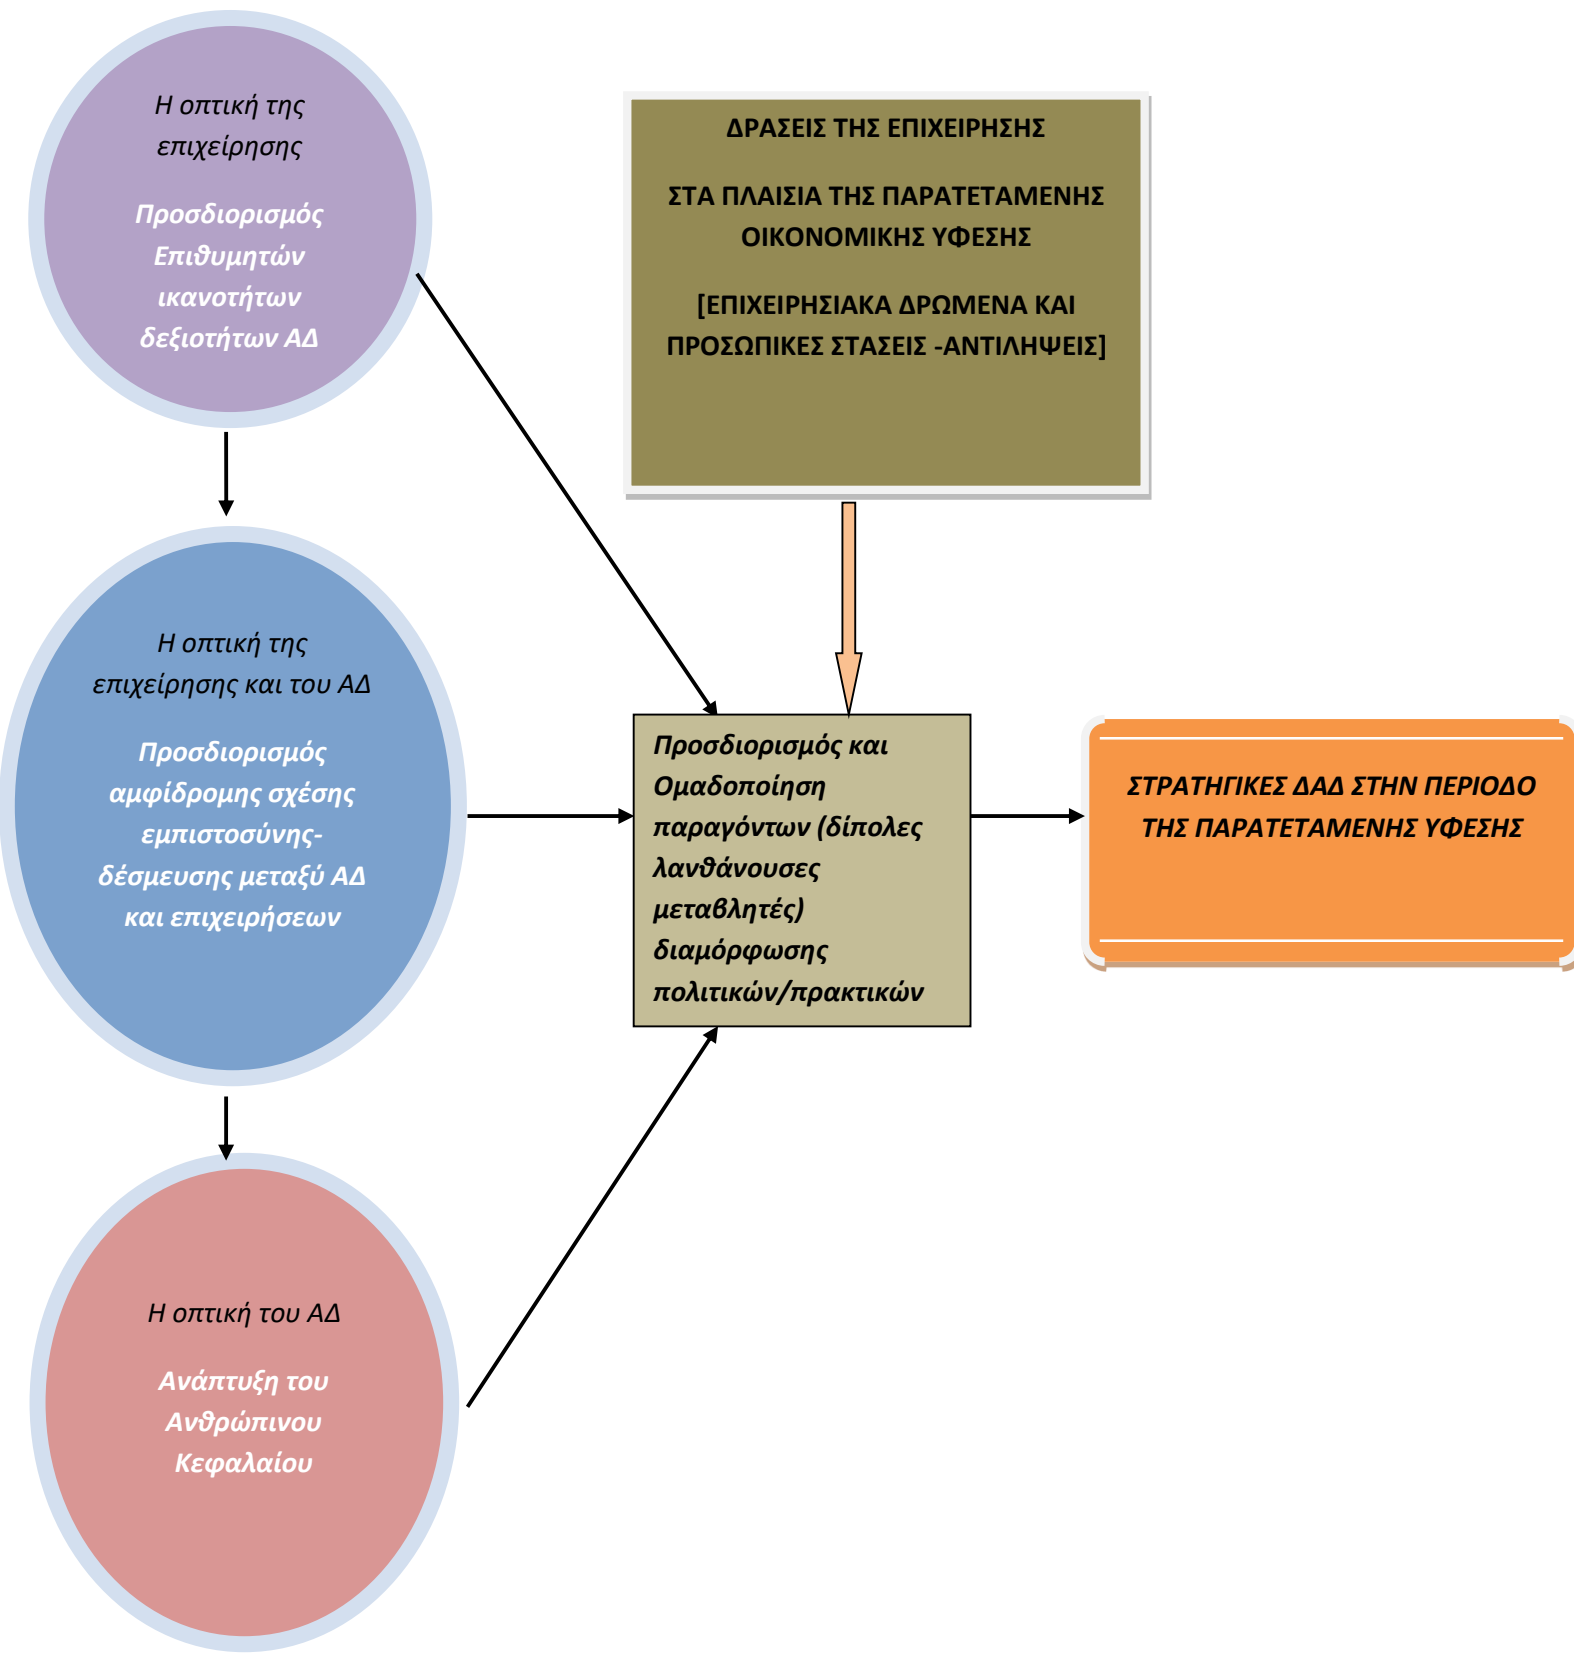 Η οπτική της
επιχείρησης
Προσδιορισμός
Επιθυμητών
ικανοτήτων
δεξιοτήτων ΑΔ
ΔΡΑΣΕΙΣ ΤΗΣ ΕΠΙΧΕΙΡΗΣΗΣ
ΣΤΑ ΠΛΑΙΣΙΑ ΤΗΣ ΠΑΡΑΤΕΤΑΜΕΝΗΣ
ΟΙΚΟΝΟΜΙΚΗΣ ΥΦΕΣΗΣ
[ΕΠΙΧΕΙΡΗΣΙΑΚΑ ΔΡΩΜΕΝΑ ΚΑΙ
ΠΡΟΣΩΠΙΚΕΣ ΣΤΑΣΕΙΣ -ΑΝΤΙΛΗΨΕΙΣ]
Η οπτική της
επιχείρησης και του ΑΔ
Προσδιορισμός
αμφίδρομης σχέσης
εμπιστοσύνης-
δέσμευσης μεταξύ ΑΔ
και επιχειρήσεων
Προσδιορισμός και
Ομαδοποίηση
παραγόντων (δίπολες
λανθάνουσες
μεταβλητές)
διαμόρφωσης
πολιτικών/πρακτικών
ΣΤΡΑΤΗΓΙΚΕΣ ΔΑΔ ΣΤΗΝ ΠΕΡΙΟΔΟ
ΤΗΣ ΠΑΡΑΤΕΤΑΜΕΝΗΣ ΥΦΕΣΗΣ
Η οπτική του ΑΔ
Ανάπτυξη του
Ανθρώπινου
Κεφαλαίου